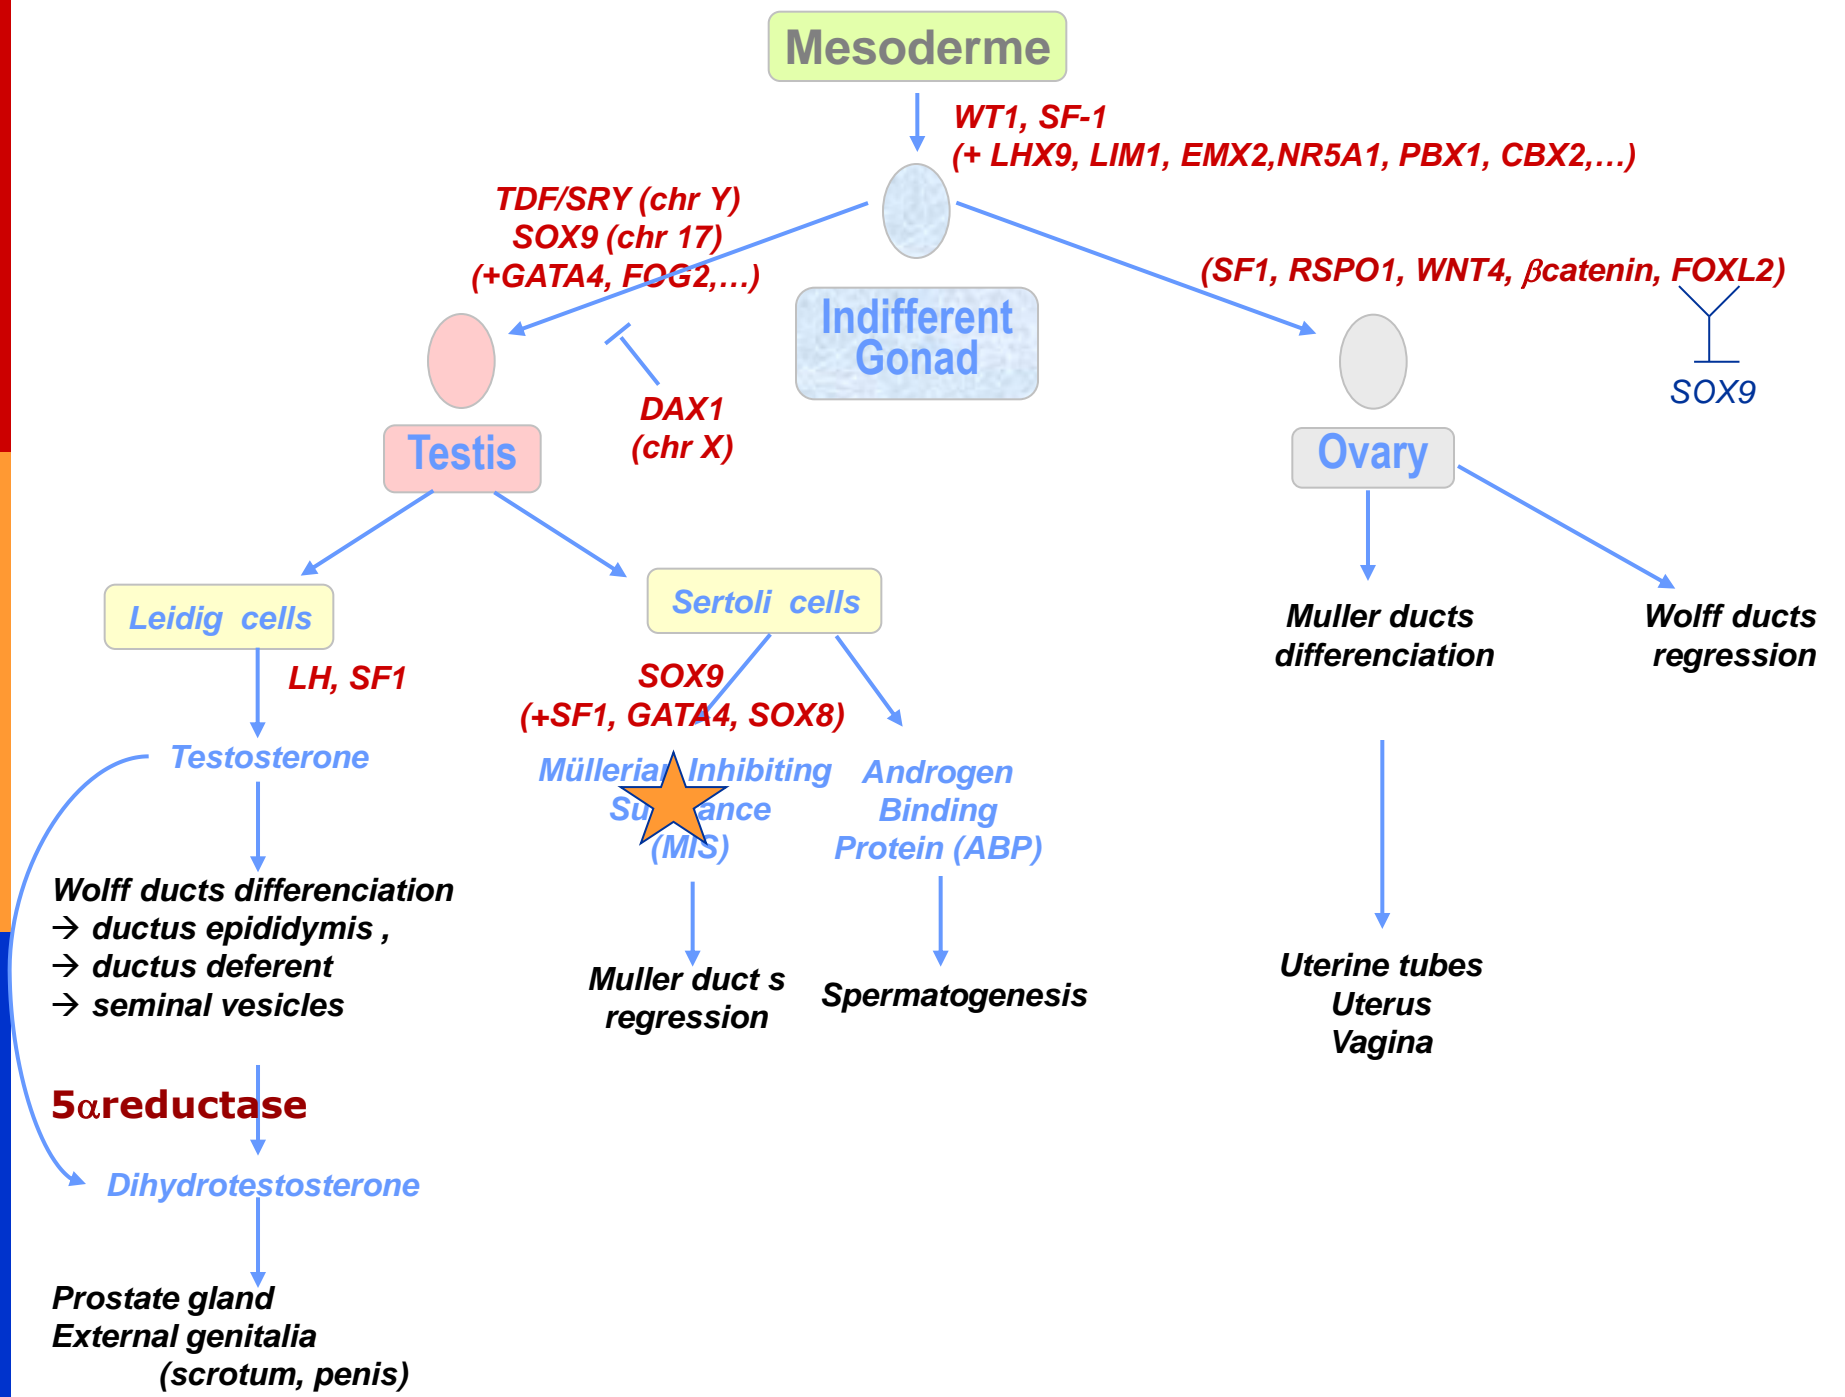 Mesoderme
WT1, SF-1
(+ LHX9, LIM1, EMX2,NR5A1, PBX1, CBX2,…)
TDF/SRY (chr Y)
SOX9 (chr 17)
(+GATA4, FOG2,…)
(SF1, RSPO1, WNT4, βcatenin, FOXL2)
Indifferent
Gonad
SOX9
DAX1
(chr X)
Testis
Ovary
Leidig cells
Sertoli cells
Muller ducts
differenciation
Wolff ducts
regression
LH, SF1
SOX9
(+SF1, GATA4, SOX8)
Testosterone
Müllerian Inhibiting
Su ance
(MIS)
Androgen
Binding
Protein (ABP)
Wolff ducts differenciation
→ ductus epididymis ,
→ ductus deferent
→ seminal vesicles
Muller duct s
regression
Spermatogenesis
Uterine tubes
Uterus
Vagina
5αreductase
Dihydrotestosterone
Prostate gland
External genitalia
(scrotum, penis)